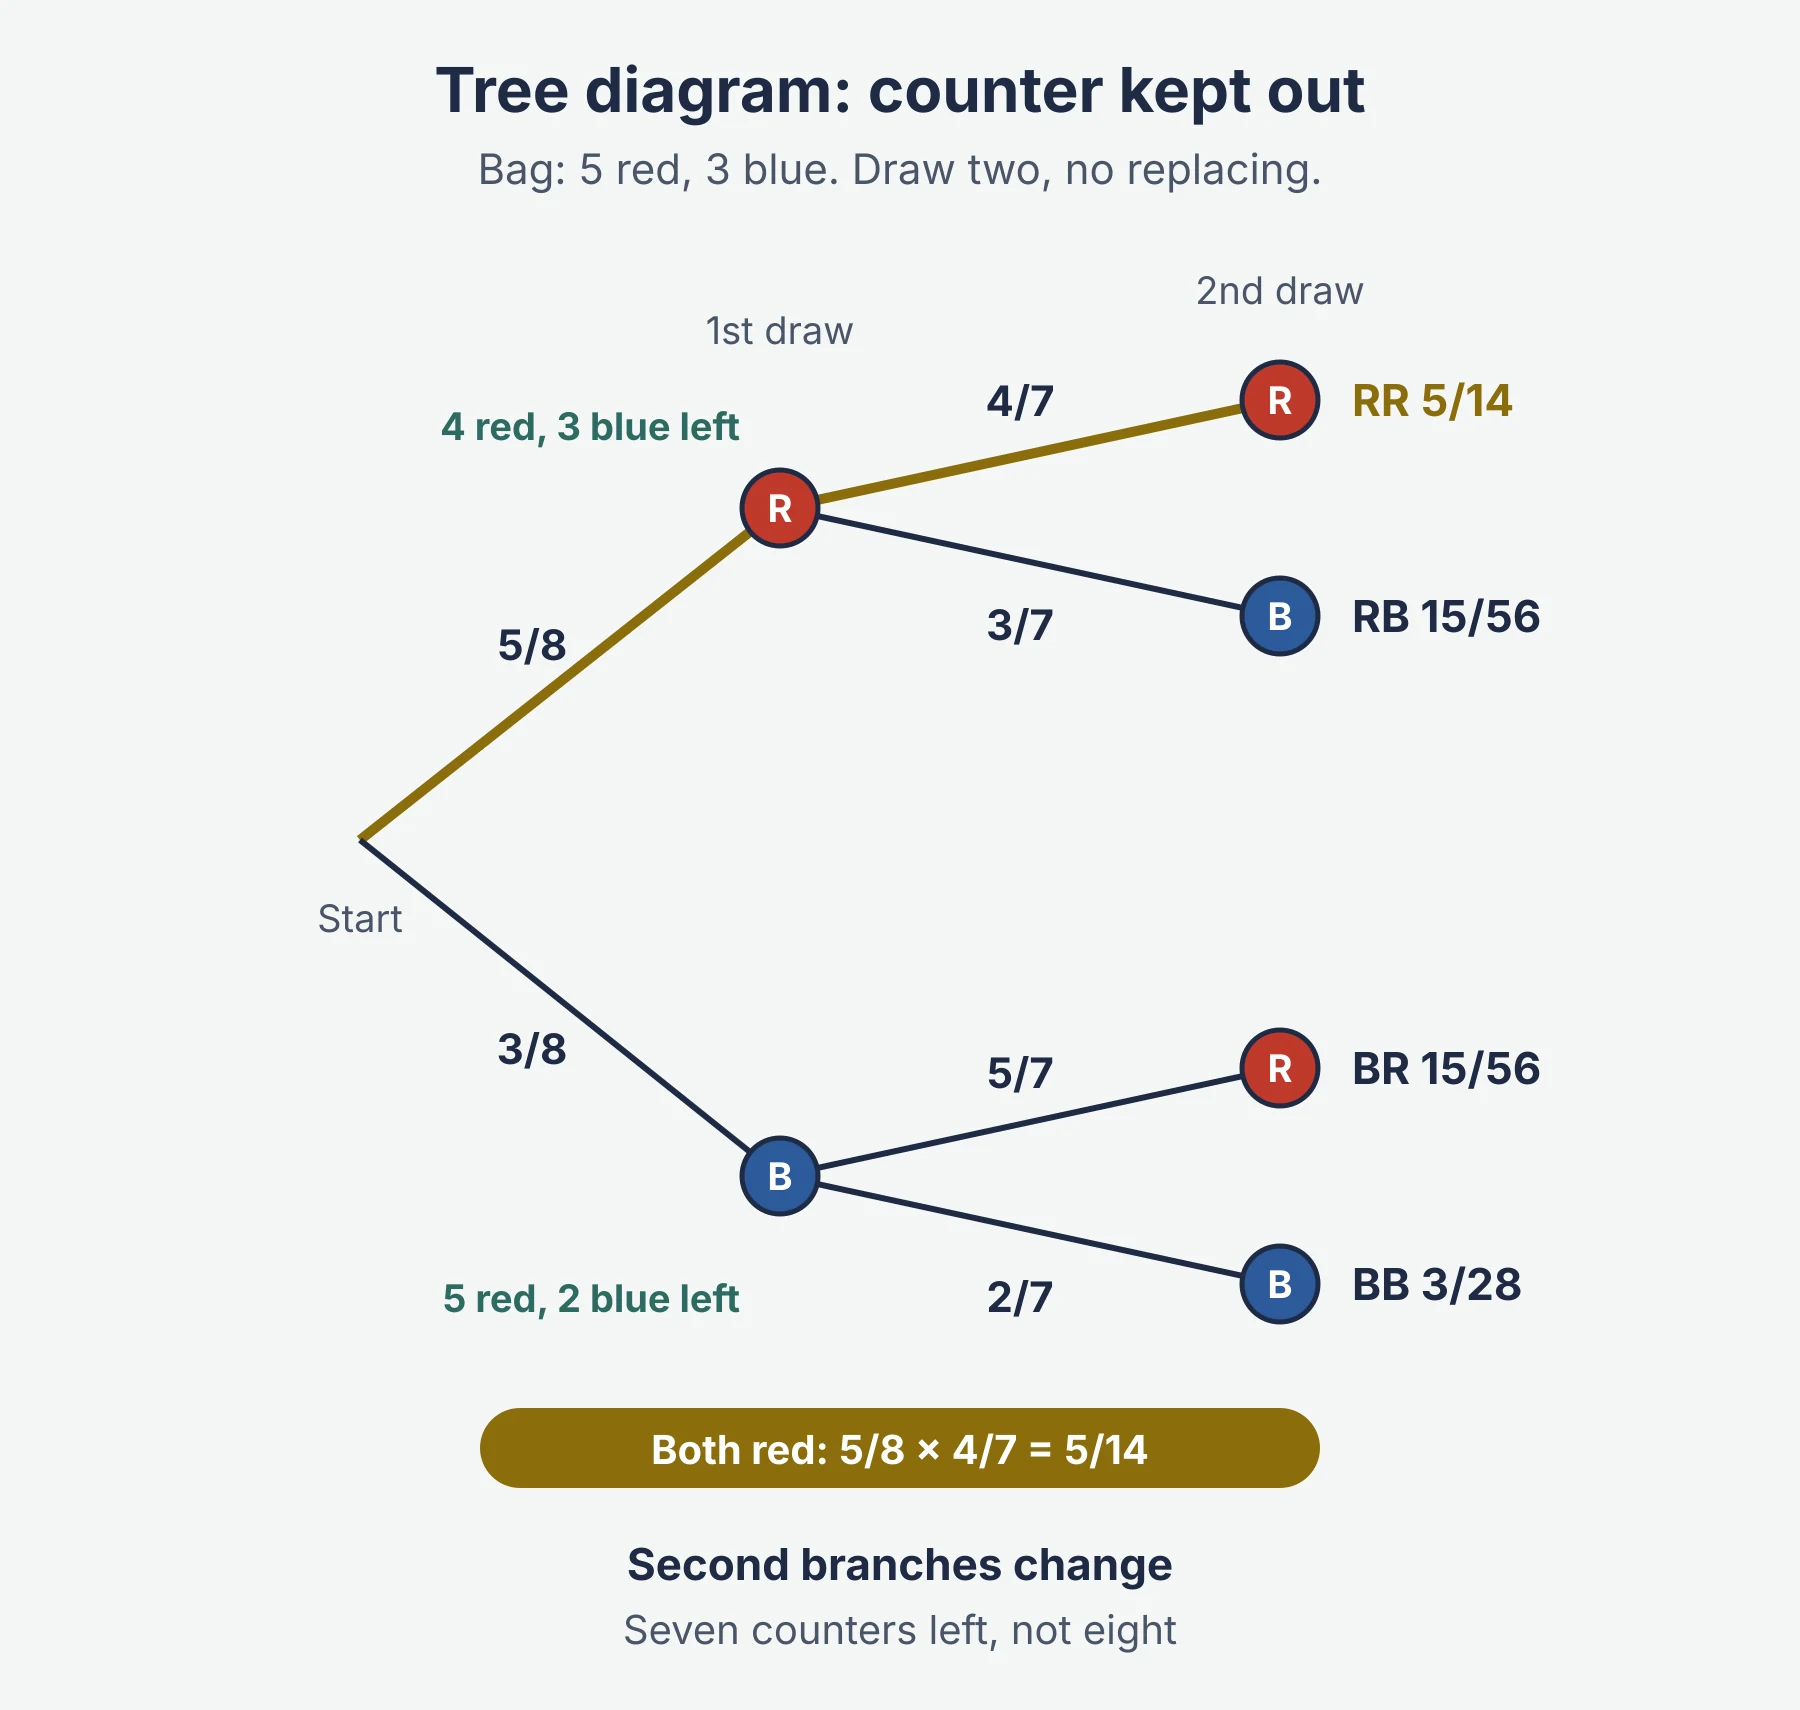 Tree diagram: counter kept out
Bag: 5 red, 3 blue. Draw two, no replacing.
2nd draw
1st draw
4/7
R
RR 5/14
4 red, 3 blue left
R
3/7
B
RB 15/56
5/8
Start
3/8
5/7
R
BR 15/56
B
5 red, 2 blue left
2/7
B
BB 3/28
Both red: 5/8 × 4/7 = 5/14
Second branches change
Seven counters left, not eight